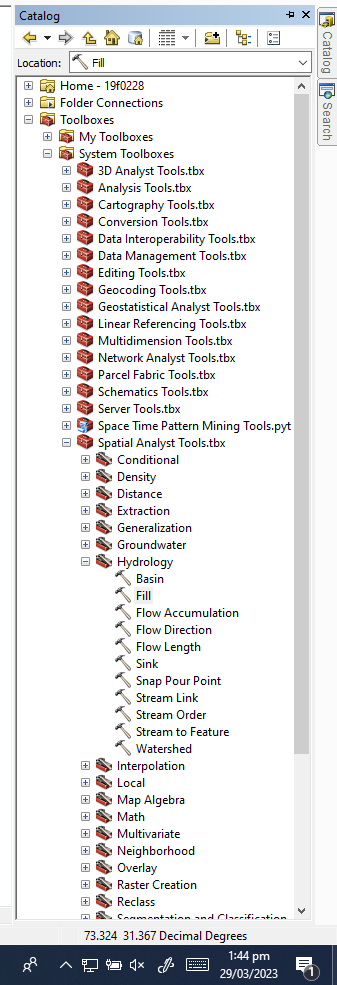 Catalog
Location: Fill
Home - 19f0228
Folder Connections
Toolboxes
My Toolboxes
System Toolboxes
3D Analyst Tools.tbx
Analysis Tools.tbx
Cartography Tools.tbx
Conversion Tools.tbx
Data Interoperability Tools.tbx
Data Management Tools.tbx
Editing Tools.tbx
Geocoding Tools.tbx
Geostatistical Analyst Tools.tbx
Linear Referencing Tools.tbx
Multidimension Tools.tbx
Network Analyst Tools.tbx
Parcel Fabric Tools.tbx
Schematics Tools.tbx
Server Tools.tbx
Space Time Pattern Mining Tools.pyt
Spatial Analyst Tools.tbx
Conditional
Density
Distance
Extraction
Generalization
Groundwater
Hydrology
Basin
Fill
Flow Accumulation
Flow Direction
Flow Length
Sink
Snap Pour Point
Stream Link
Stream Order
Stream to Feature
Watershed
Interpolation
Local
Map Algebra
Math
Multivariate
Neighborhood
Overlay
Raster Creation
Reclass
Segmentation and Classification
Catalog
Search
73.324 31.367 Decimal Degrees
1:44 pm
29/03/2023
1